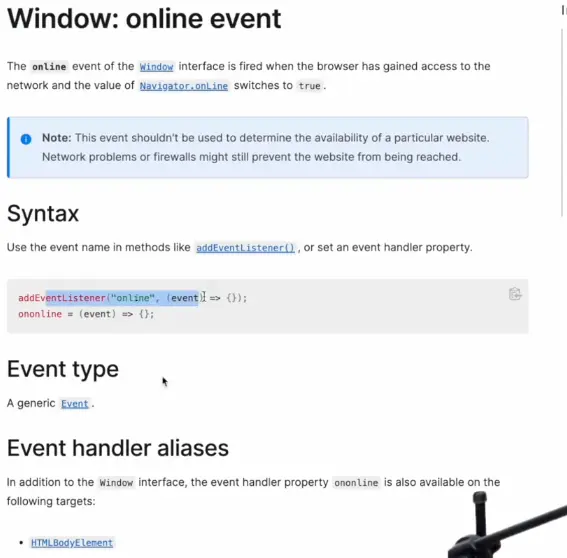 Window: online event
The online event of the Window interface is fired when the browser has gained access to the
network and the value of Navigator.onLine switches to true.
Note: This event shouldn't be used to determine the availability of a particular website.
Network problems or firewalls might still prevent the website from being reached.
Syntax
Use the event name in methods like addEventListener(), or set an event handler property.
addEventListener("online", (event) => {});
ononline = (event) => {};
Event type
A generic Event.
Event handler aliases
In addition to the Window interface, the event handler property ononline is also available on the
following targets:
• HTMLBodyElement